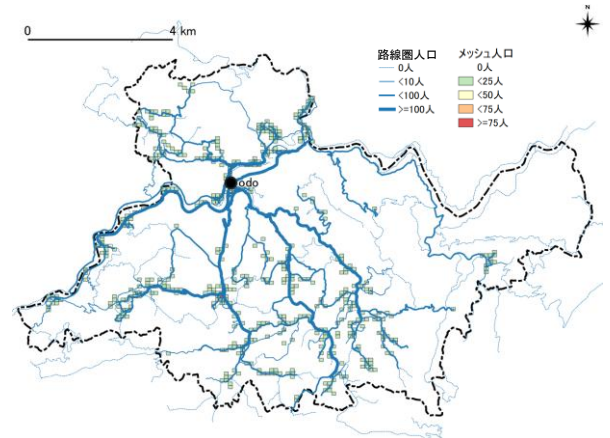 0 4 km
路線圏人口
0人
<10人
<100人
>=100人
メッシュ人口
0人
<25人
<50人
<75人
>=75人
odo